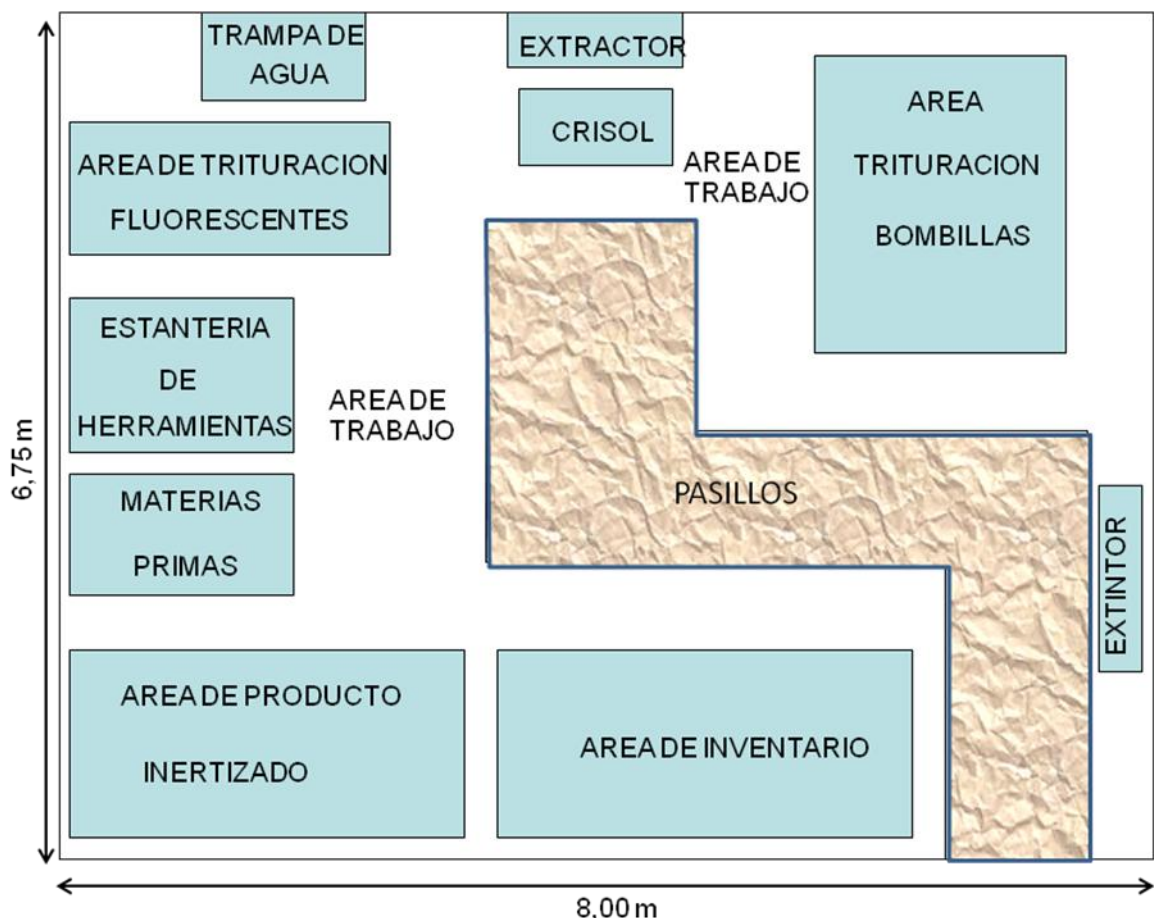 TRAMPA DE
AGUA
EXTRACTOR
CRISOL
AREA DE
TRABAJO
ÁREA
TRITURACION
BOMBILLAS
AREA DE TRITURACION
FLUORESCENTES
ESTANTERIA
DE
HERRAMIENTAS
AREA DE
TRABAJO
MATERIAS
PRIMAS
PASILLOS
EXTINTOR
AREA DE PRODUCTO
INERTIZADO
AREA DE INVENTARIO
6,75 m
8,00 m